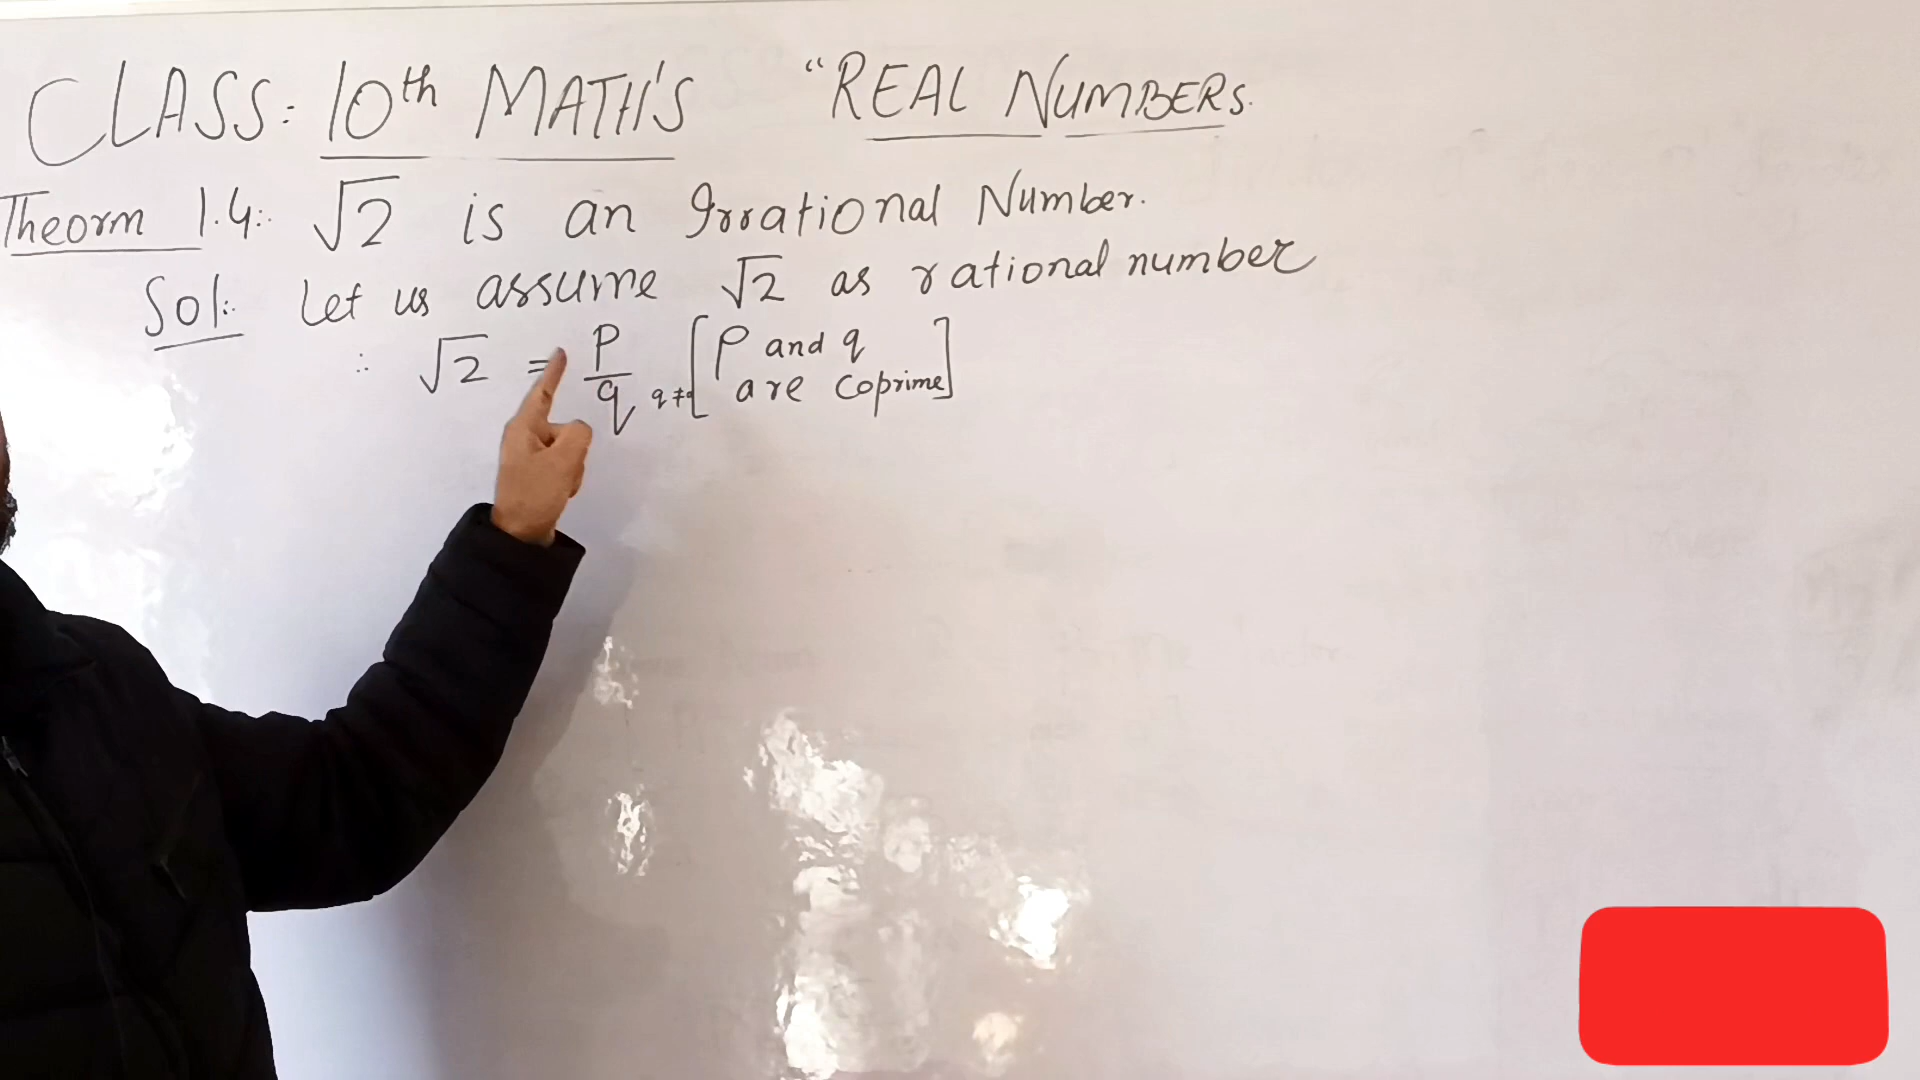 CLASS: 10th MATH'S "REAL NUMBERS.
Theorm 1.4:. √2 is an Irrational Number.
Sol:. Let us assume √2 as rational number
∴ √2 = p/q q≠ [p and q
are coprime]